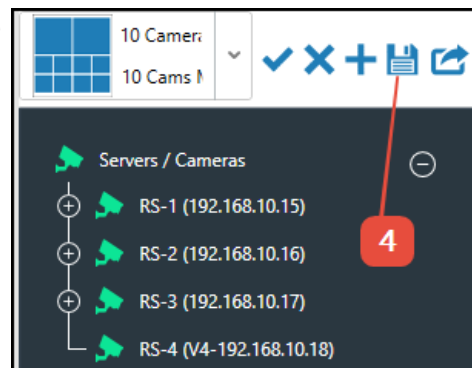 10 Camera
10 Cams M
Servers / Cameras
4
RS-1 (192.168.10.15)
RS-2 (192.168.10.16)
RS-3 (192.168.10.17)
RS-4 (V4-192.168.10.18)